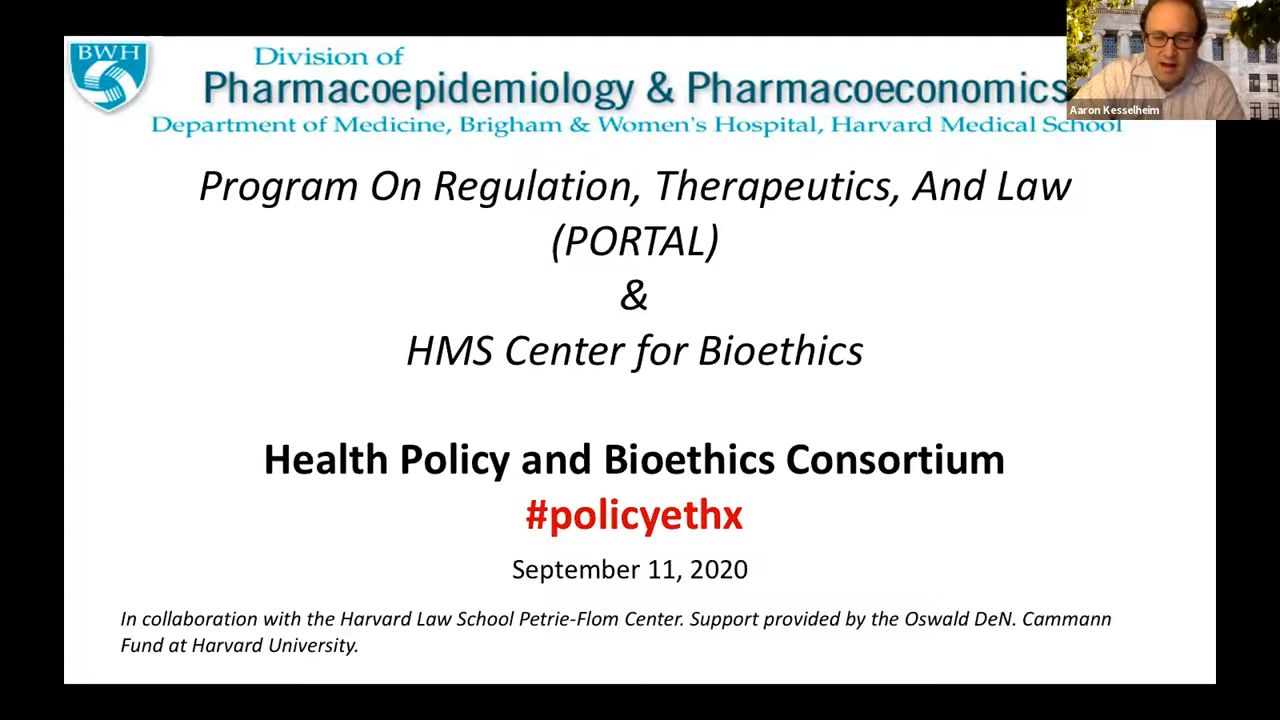 BWH
Division of
Pharmacoepidemiology & Pharmacoeconomics
Department of Medicine, Brigham & Women's Hospital, Harvard Medical School
Aaron Kesselheim
Program On Regulation, Therapeutics, And Law
(PORTAL)
&
HMS Center for Bioethics
Health Policy and Bioethics Consortium
#policyethx
September 11, 2020
In collaboration with the Harvard Law School Petrie-Flom Center. Support provided by the Oswald DeN. Cammann
Fund at Harvard University.